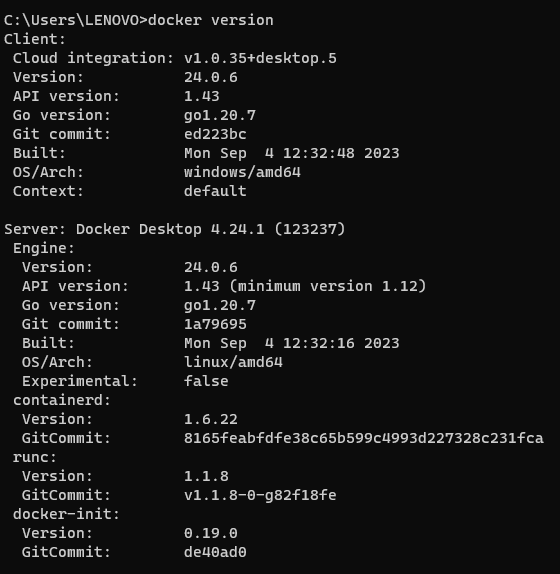 C:\Users\LENOVO>docker version
Client:
 Cloud integration: v1.0.35+desktop.5
 Version:           24.0.6
 API version:       1.43
 Go version:        go1.20.7
 Git commit:        ed223bc
 Built:             Mon Sep  4 12:32:48 2023
 OS/Arch:           windows/amd64
 Context:           default

Server: Docker Desktop 4.24.1 (123237)
 Engine:
  Version:          24.0.6
  API version:      1.43 (minimum version 1.12)
  Go version:       go1.20.7
  Git commit:       1a79695
  Built:            Mon Sep  4 12:32:16 2023
  OS/Arch:          linux/amd64
  Experimental:     false
 containerd:
  Version:          1.6.22
  GitCommit:        8165feabfdfe38c65b599c4993d227328c231fca
 runc:
  Version:          1.1.8
  GitCommit:        v1.1.8-0-g82f18fe
 docker-init:
  Version:          0.19.0
  GitCommit:        de40ad0